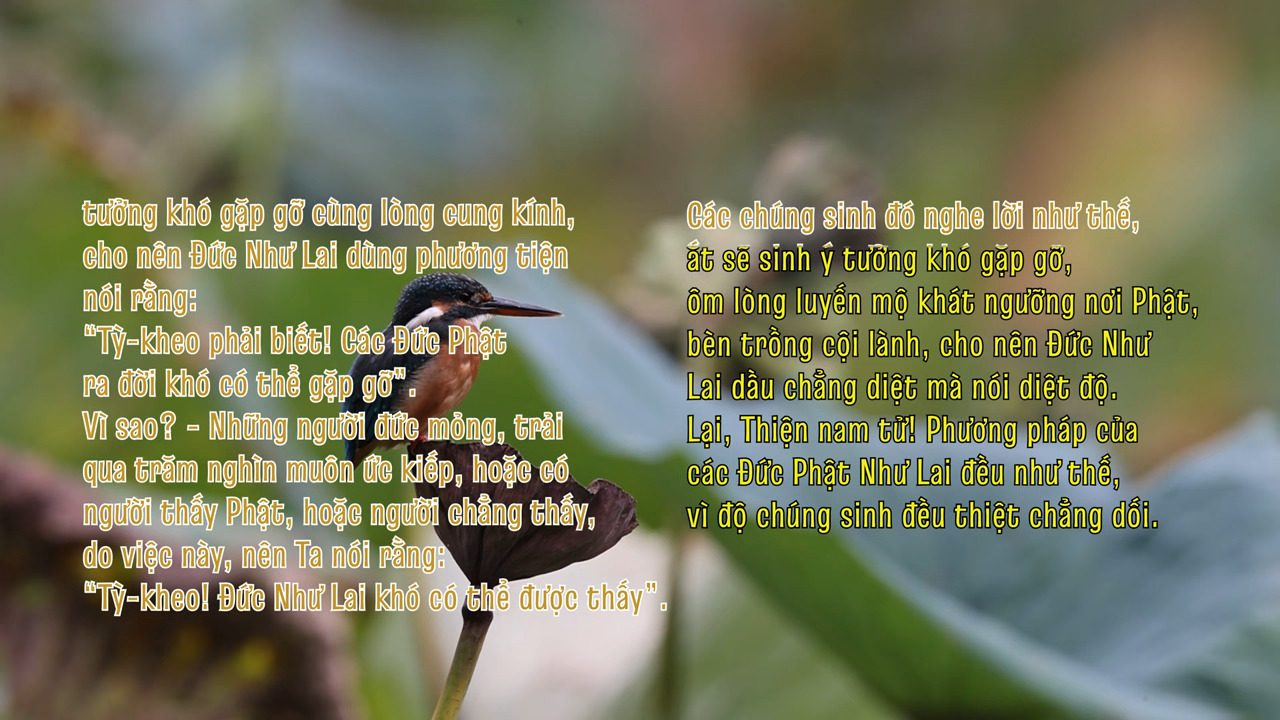 tưởng khó gặp gỡ cùng lòng cung kính,
cho nên Đức Như Lai dùng phương tiện
nói rằng:
“Tỳ-kheo phải biết! Các Đức Phật
ra đời khó có thể gặp gỡ”.
Vì sao? - Những người đức mỏng, trải
qua trăm nghìn muôn ức kiếp, hoặc có
người thấy Phật, hoặc người chẳng thấy,
do việc này, nên Ta nói rằng:
“Tỳ-kheo! Đức Như Lai khó có thể được thấy”.
Các chúng sinh đó nghe lời như thế,
ắt sẽ sinh ý tưởng khó gặp gỡ,
ôm lòng luyến mộ khát ngưỡng nơi Phật,
bèn trồng cội lành, cho nên Đức Như
Lai dầu chẳng diệt mà nói diệt độ.
Lại, Thiện nam tử! Phương pháp của
các Đức Phật Như Lai đều như thế,
vì độ chúng sinh đều thiệt chẳng dối.